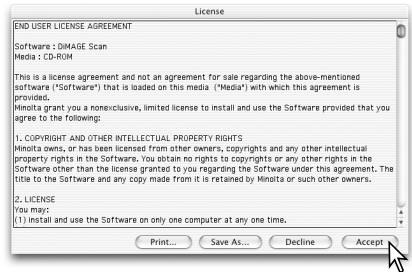 License
END USER LICENSE AGREEMENT
Software : DiMAGE Scan
Media : CD-ROM
This is a license agreement and not an agreement for sale regarding the above-mentioned
software ("Software") that is loaded on this media ("Media") with which this agreement is
provided.
Minolta grant you a nonexclusive, limited license to install and use the Software provided that you
agree to the following:
1. COPYRIGHT AND OTHER INTELLECTUAL PROPERTY RIGHTS
Minolta owns, or has been licensed from other owners, copyrights and any other intellectual
property rights in the Software. You obtain no rights to copyrights or any other rights in the
Software other than the license granted to you regarding the Software under this agreement. The
title to the Software and any copy made from it is retained by Minolta or such other owners.
2. LICENSE
You may:
(1) install and use the Software on only one computer at any one time.
Print... Save As... Decline Accept